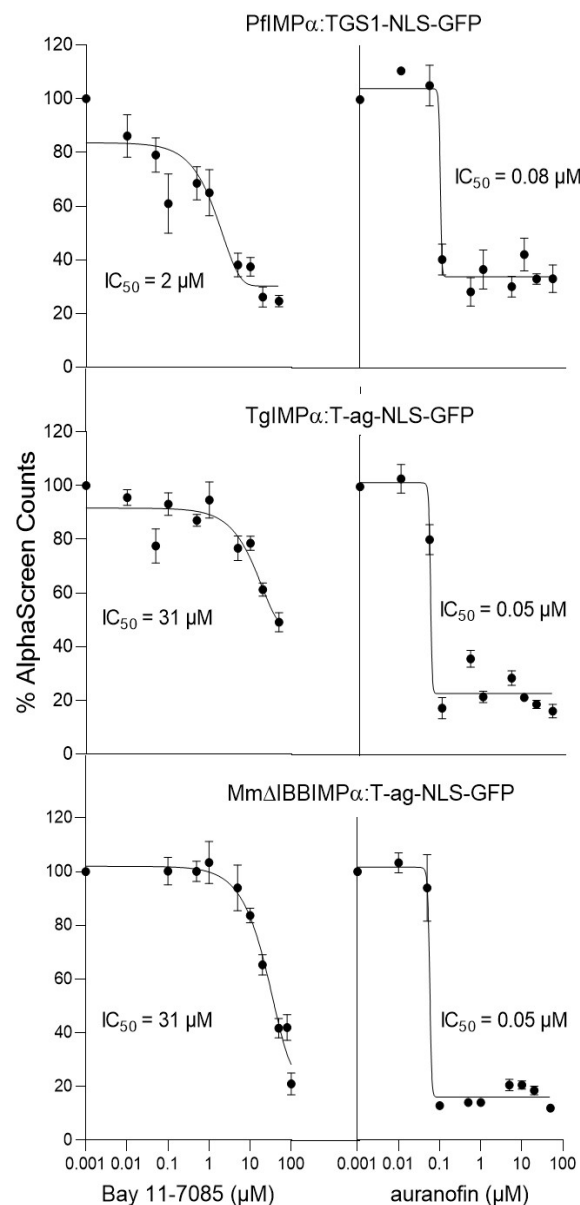 PfIMPα:TGS1-NLS-GFP
120
100
80
60
40
20
0
IC50 = 2 µM
IC50 = 0.08 µM
TgIMPα:T-ag-NLS-GFP
120
100
80
60
40
20
0
IC50 = 31 µM
IC50 = 0.05 µM
% AlphaScreen Counts
Mm∆IBBIMPα:T-ag-NLS-GFP
120
100
80
60
40
20
0
IC50 = 31 µM
IC50 = 0.05 µM
0.001 0.01 0.1 1 10 100
0.001 0.01 0.1 1 10 100
Bay 11-7085 (µM)
auranofin (µM)